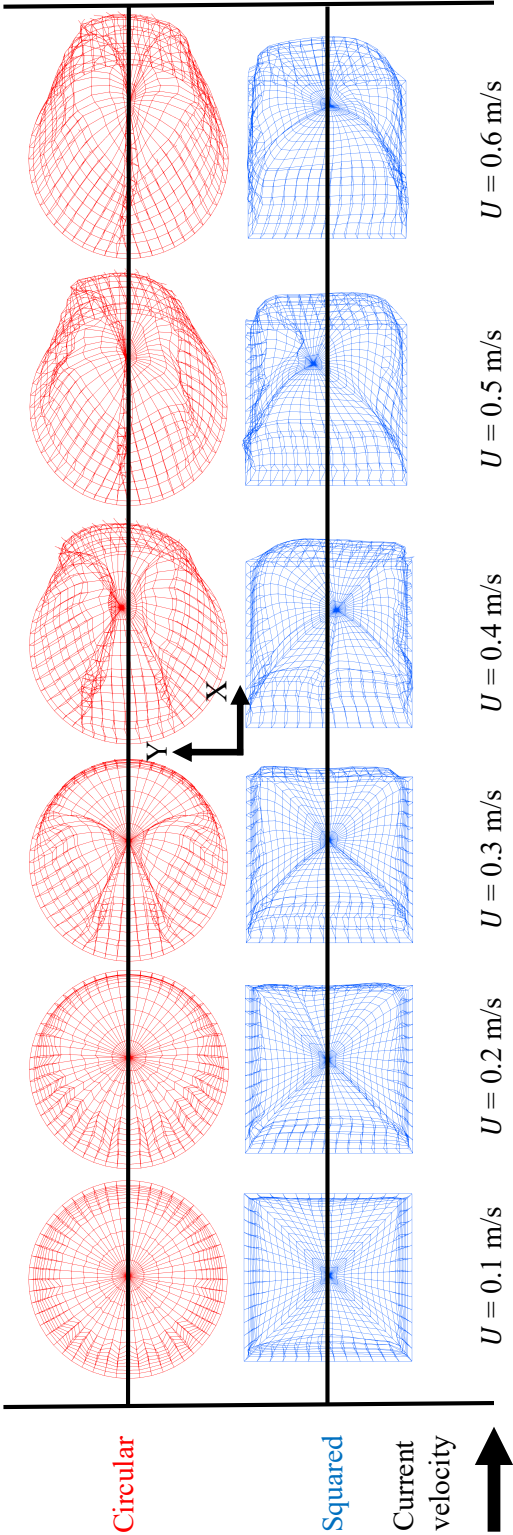 Circular
Y
X
Squared
Current
velocity
U = 0.1 m/s
U = 0.2 m/s
U = 0.3 m/s
U = 0.4 m/s
U = 0.5 m/s
U = 0.6 m/s